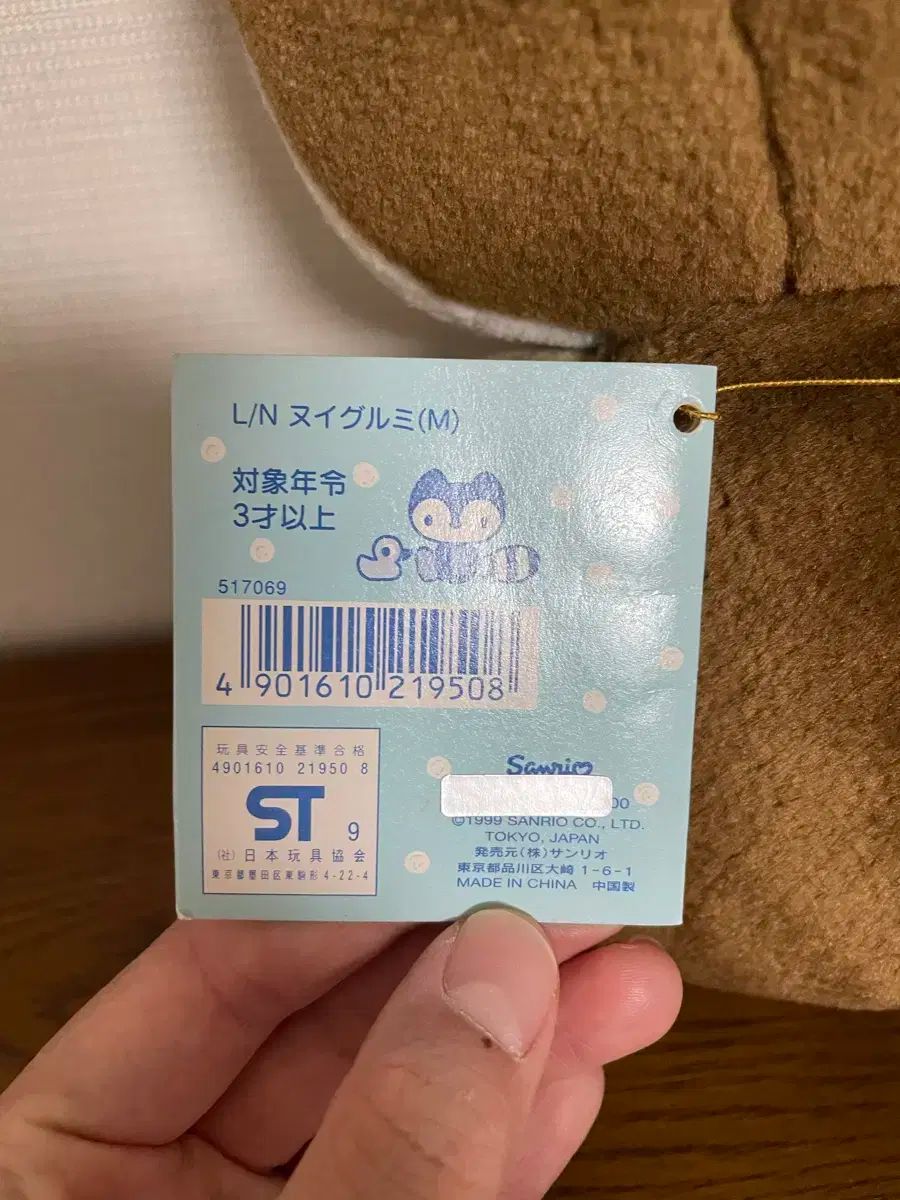 L/N ヌイグルミ(M)
対象年令
3才以上
517069
4 901610 219508
玩具安全基準合格
4901610 21950 8
ST 9
(社)日本玩具協会
東京都墨田区東駒形 4-22-4
Sanrio
00
©1999 SANRIO CO., LTD.
TOKYO, JAPAN
発売元(株)サンリオ
東京都品川区大崎 1-6-1
MADE IN CHINA 中国製